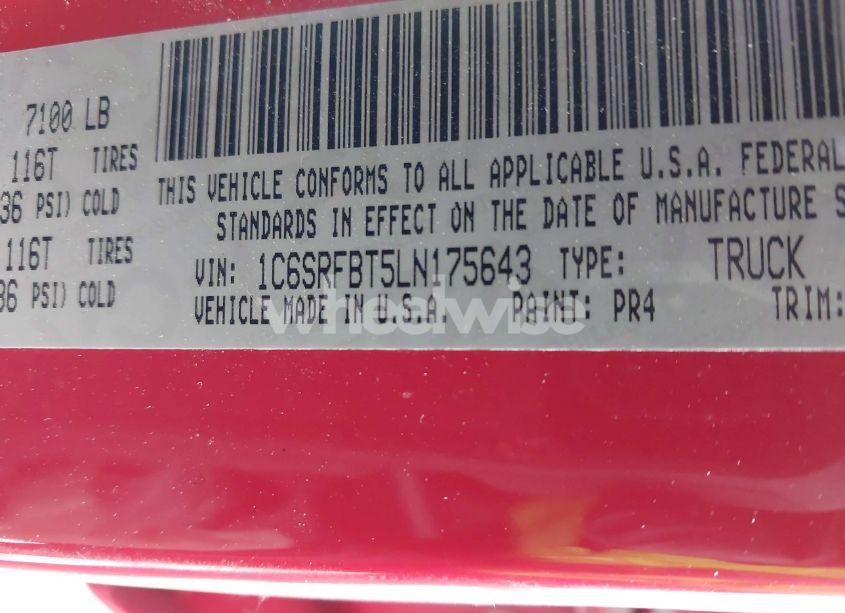 7100 LB
116T TIRES
36 PSI) COLD
116T TIRES
36 PSI) COLD
THIS VEHICLE CONFORMS TO ALL APPLICABLE U.S.A. FEDERAL
STANDARDS IN EFFECT ON THE DATE OF MANUFACTURE S
VIN: 1C6SRFBT5LN175643 TYPE: TRUCK
VEHICLE MADE IN U.S.A. PAINT: PR4 TRIM:
wheelwise